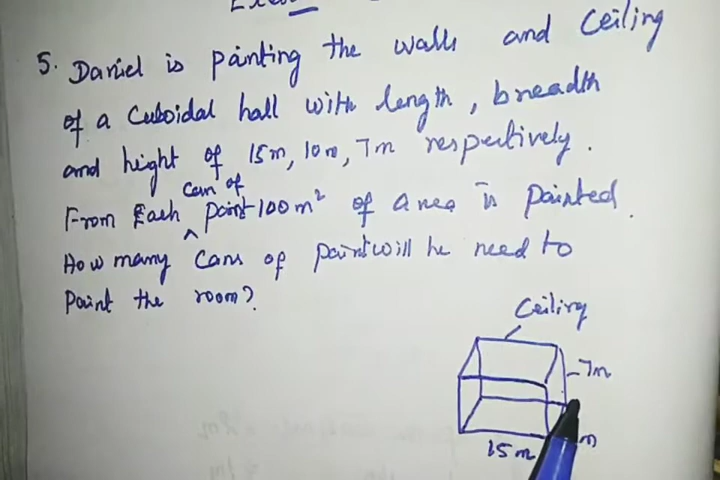 5. Daniel is painting the walls and Ceiling
of a Cuboidal hall with length, breadth
and height of 15m, 10m, 7m respectively.
From Each can of paint 100m² of area is painted.
How many Cans of paint will he need to
Paint the room?
Ceiling
7m
15m
m